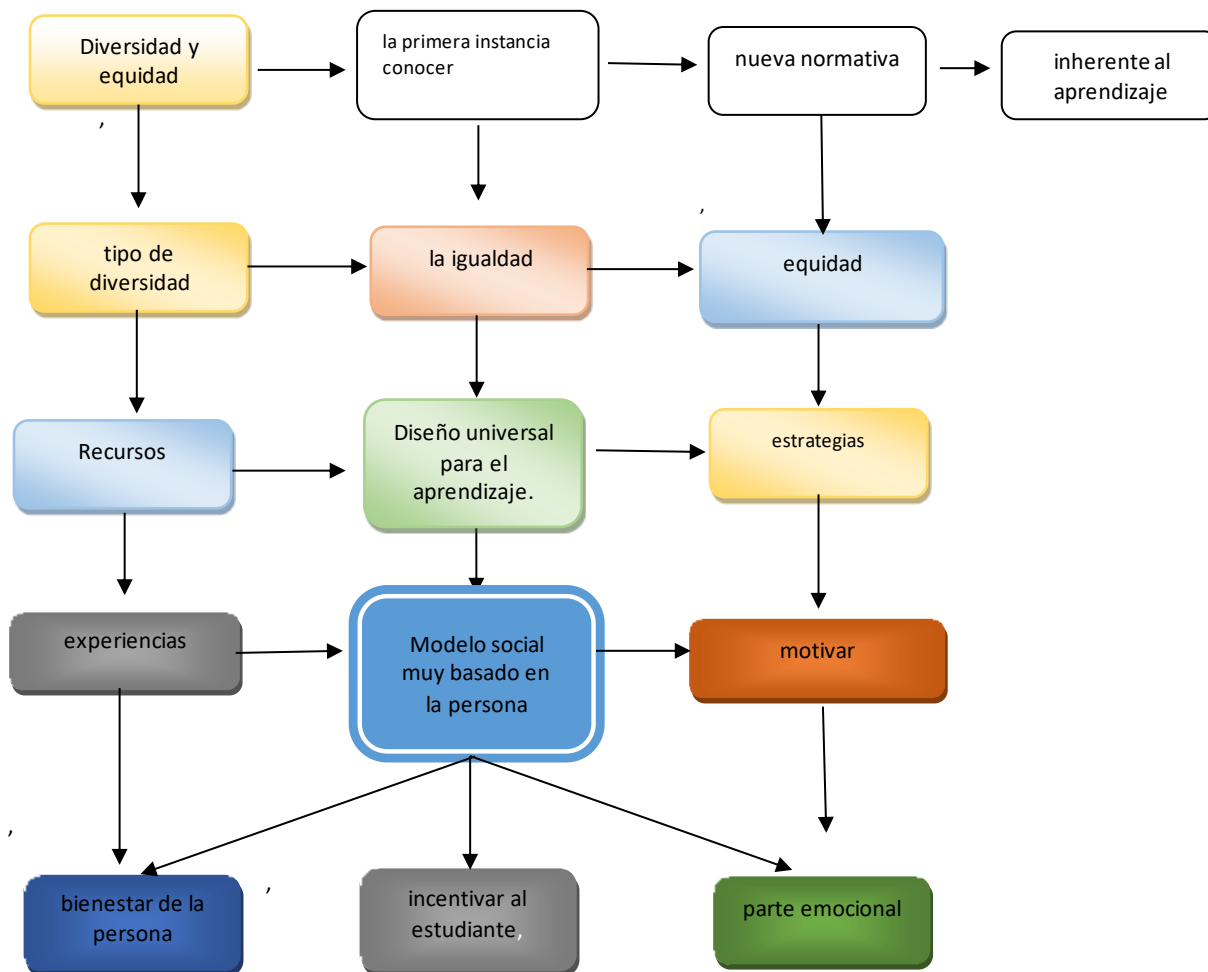 Diversidad y
equidad
la primera instancia
conocer
nueva normativa
inherente al
aprendizaje
,
,
tipo de
diversidad
la igualdad
equidad
Recursos
Diseño universal
para el
aprendizaje.
estrategias
experiencias
Modelo social
muy basado en
la persona
motivar
,
,
bienestar de la
persona
incentivar al
estudiante,
parte emocional